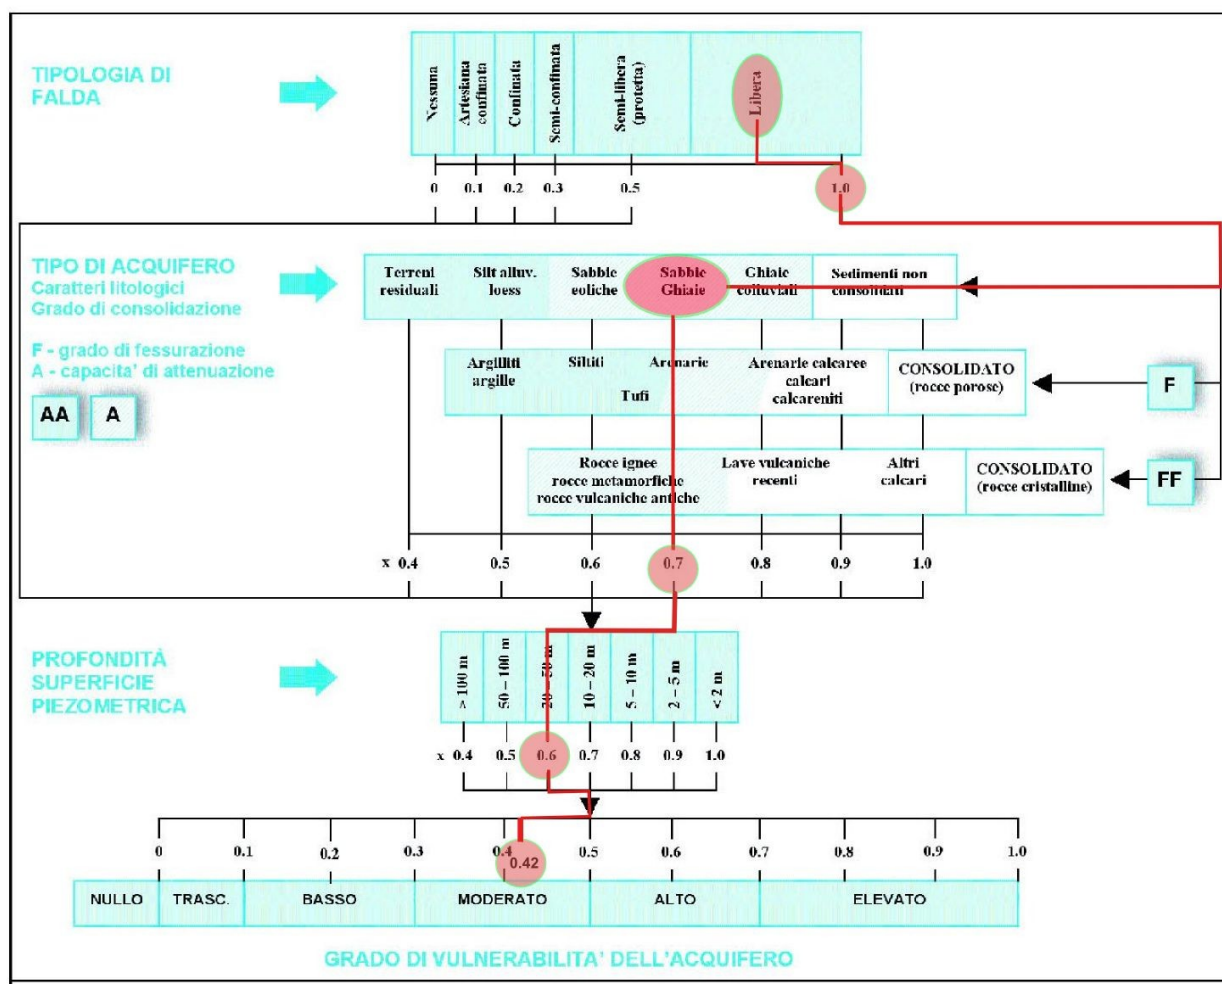 TIPOLOGIA DI
FALDA
Nessuna
Artesiana
confinata
Confinata
Semi-confinata
Semi-libera
(protetta)
Libera
0 0.1 0.2 0.3 0.5 1.0
TIPO DI ACQUIFERO
Caratteri litologici
Grado di consolidazione
F - grado di fessurazione
A - capacita' di attenuazione
AA A
Terreni
residuali
Silt alluv.
loess
Sabbie
eoliche
Sabbie
Ghiaie
Ghiaie
colluviali
Sedimenti non
consolidati
Argilliti
argille
Siltiti
Tufi
Arenarie
Arenarie calcaree
calcari
calcareniti
CONSOLIDATO
(rocce porose)
F
Rocce ignee
rocce metamorfiche
rocce vulcaniche antiche
Lave vulcaniche
recenti
Altri
calcari
CONSOLIDATO
(rocce cristalline)
FF
x 0.4 0.5 0.6 0.7 0.8 0.9 1.0
PROFONDITÀ
SUPERFICIE
PIEZOMETRICA
> 100 m
50 – 100 m
20 – 50 m
10 – 20 m
5 – 10 m
2 – 5 m
< 2 m
x 0.4 0.5 0.6 0.7 0.8 0.9 1.0
0 0.1 0.2 0.3 0.4 0.5 0.6 0.7 0.8 0.9 1.0
0.42
NULLO TRASC. BASSO MODERATO ALTO ELEVATO
GRADO DI VULNERABILITA' DELL'ACQUIFERO